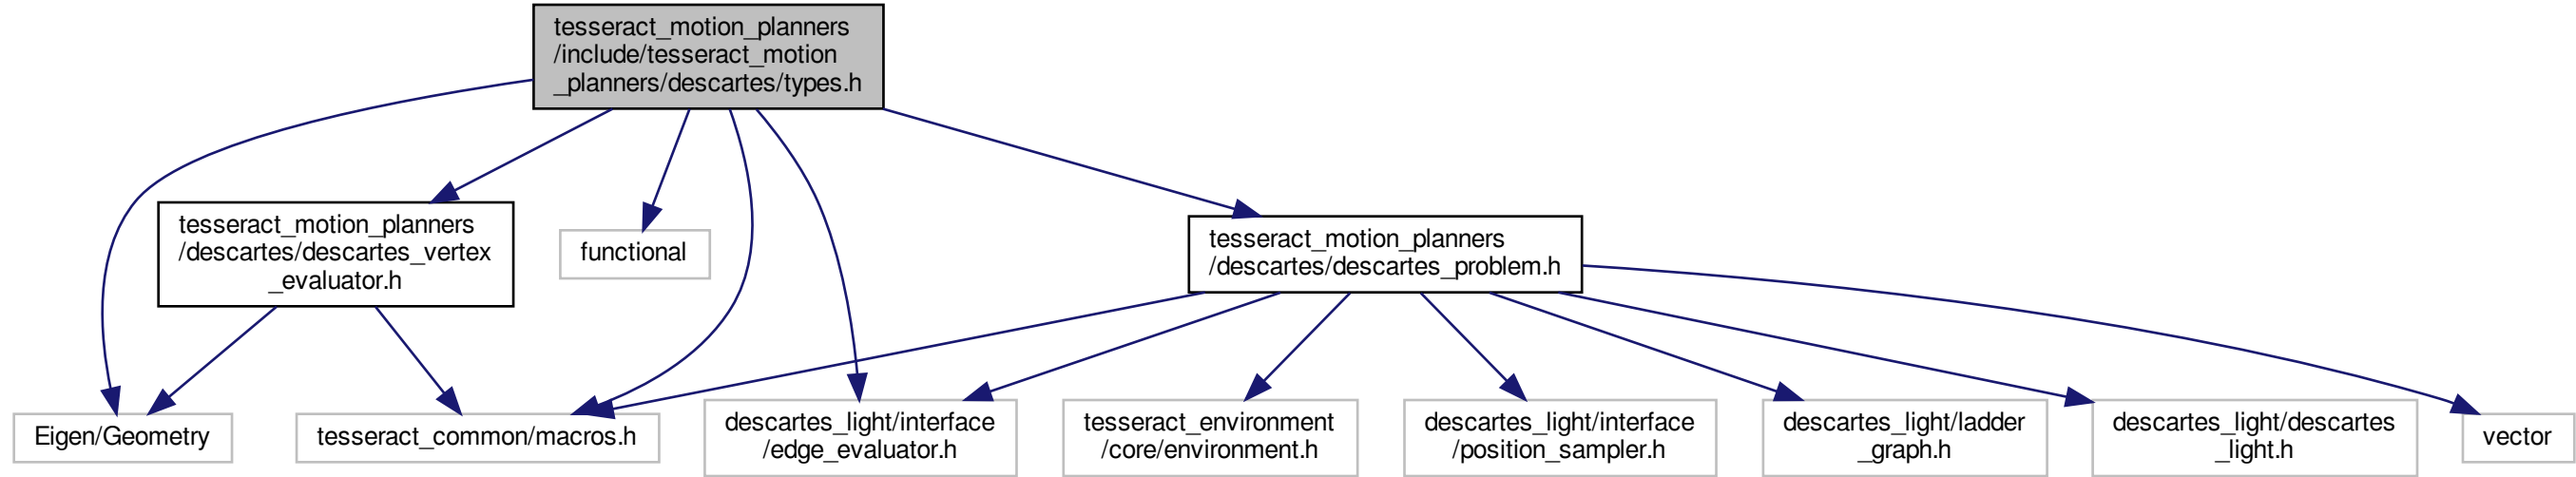 tesseract_motion_planners
/include/tesseract_motion
_planners/descartes/types.h
tesseract_motion_planners
/descartes/descartes_vertex
_evaluator.h
functional
tesseract_motion_planners
/descartes/descartes_problem.h
Eigen/Geometry
tesseract_common/macros.h
descartes_light/interface
/edge_evaluator.h
tesseract_environment
/core/environment.h
descartes_light/interface
/position_sampler.h
descartes_light/ladder
_graph.h
descartes_light/descartes
_light.h
vector